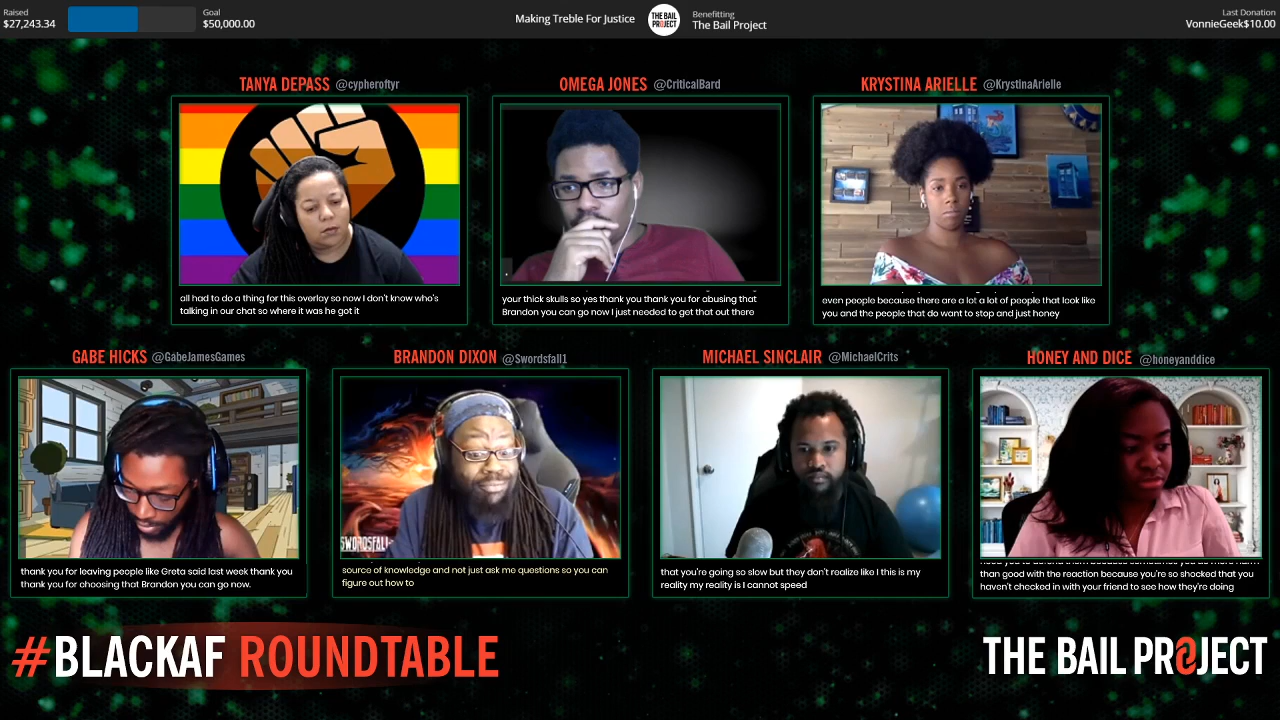 Raised
$27,243.34
Goal
$50,000.00
Making Treble For Justice
THE BAIL
PROJECT
Benefitting
The Bail Project
Last Donation
VonnieGeek$10.00
TANYA DEPASS @cypheroftyr
OMEGA JONES @CriticalBard
KRYSTINA ARIELLE @KrystinaArielle
all had to do a thing for this overlay so now I don't know who's
talking in our chat so where it was he got it
your thick skulls so yes thank you thank you for abusing that
Brandon you can go now I just needed to get that out there
even people because there are a lot a lot of people that look like
you and the people that do want to stop and just honey
GABE HICKS @GabeJamesGames
BRANDON DIXON @Swordsfall1
MICHAEL SINCLAIR @MichaelCrits
HONEY AND DICE @honeyanddice
SWORDSFALL
thank you for leaving people like Greta said last week thank you
thank you for choosing that Brandon you can go now.
source of knowledge and not just ask me questions so you can
figure out how to
that you're going so slow but they don't realize like I this is my
reality my reality is I cannot speed
than good with the reaction because you're so shocked that you
haven't checked in with your friend to see how they're doing
#BLACKAF ROUNDTABLE
THE BAIL PROJECT